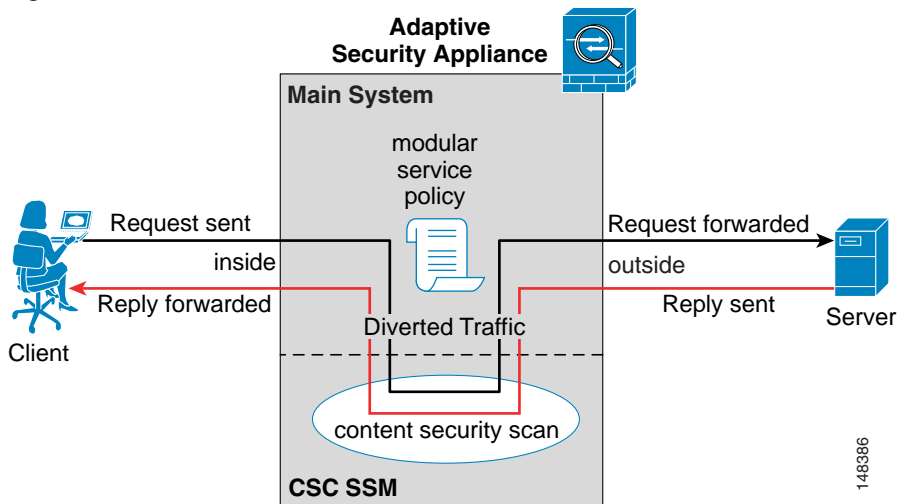 Adaptive
Security Appliance
Main System
modular
service
policy
Request sent
Request forwarded
inside
outside
Reply forwarded
Reply sent
Diverted Traffic
Client
Server
content security scan
CSC SSM
148386